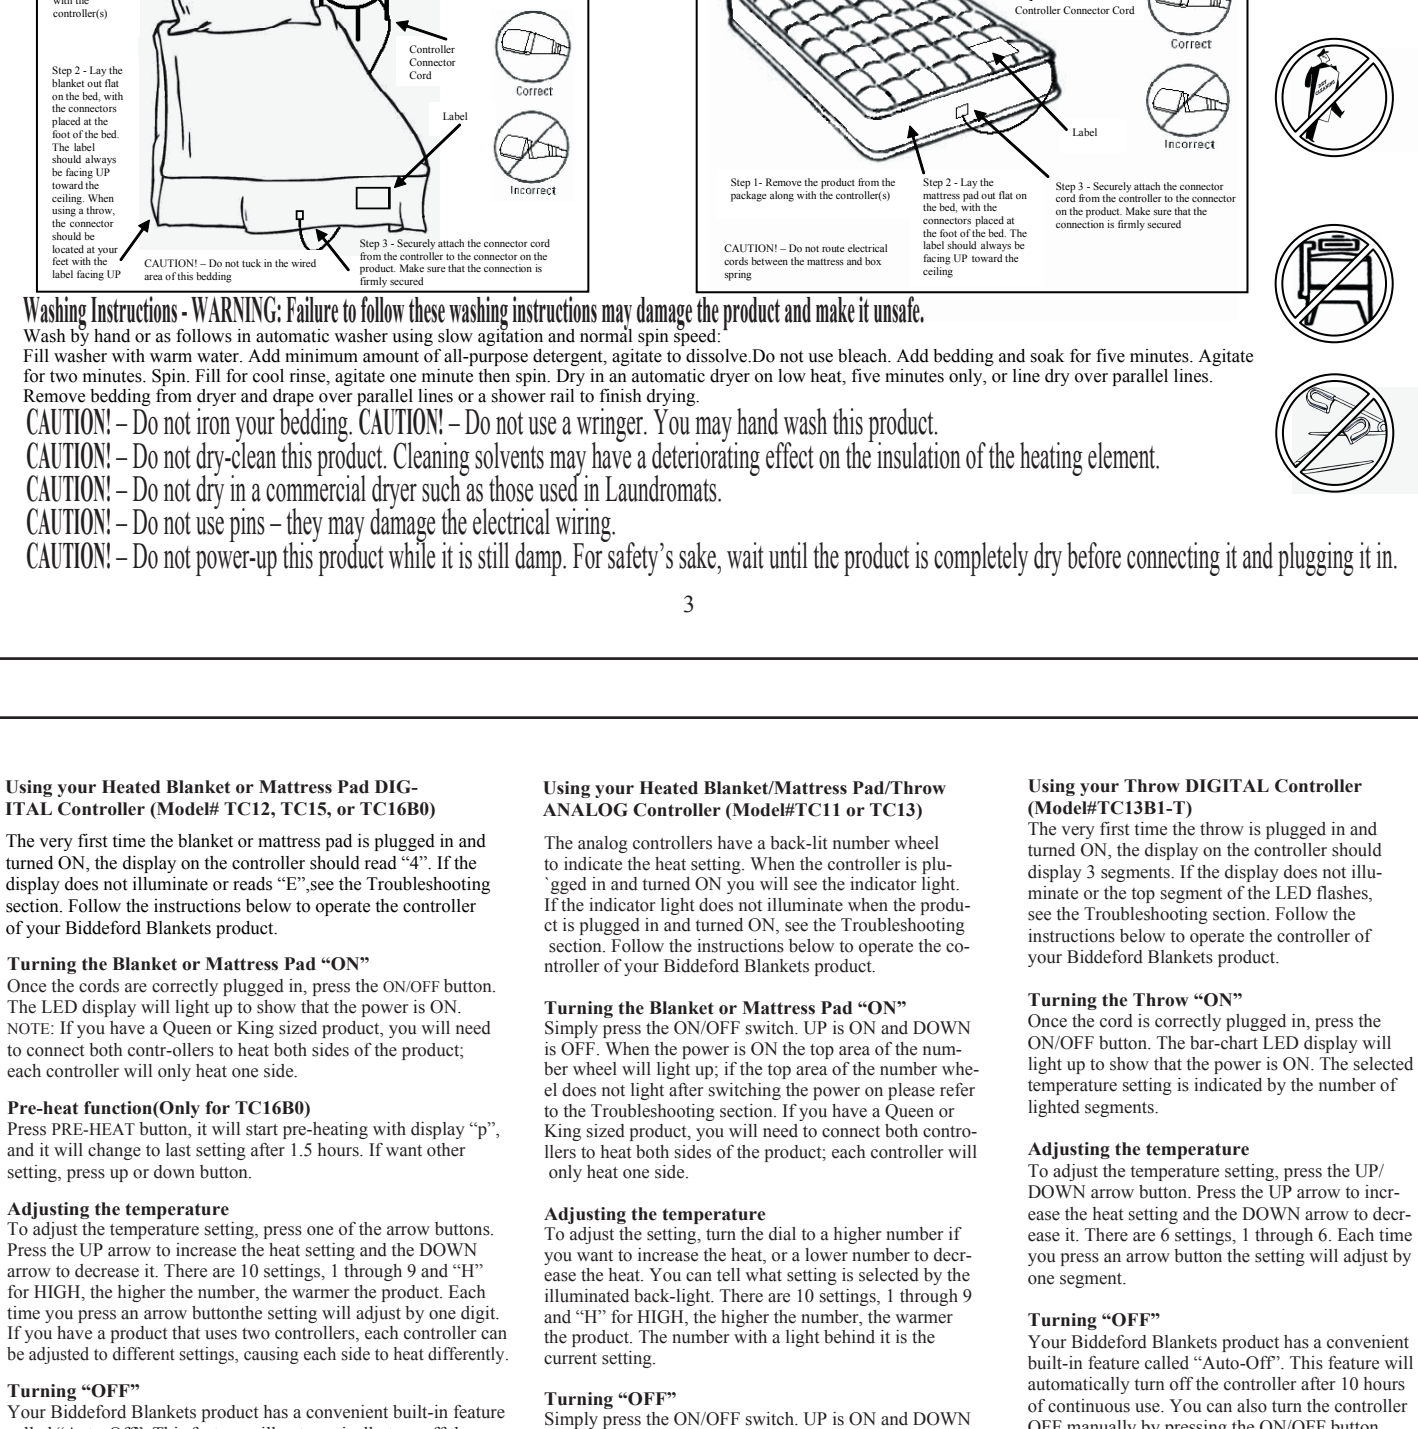 with the
controller(s)
Step 2 - Lay the
blanket out flat
on the bed, with
the connectors
placed at the
foot of the bed.
The label
should always
be facing UP
toward the
ceiling. When
using a throw,
the connector
should be
located at your
feet with the
label facing UP
Controller
Connector
Cord
Label
Correct
Incorrect
CAUTION! – Do not tuck in the wired
area of this bedding
Step 3 - Securely attach the connector cord
from the controller to the connector on the
product. Make sure that the connection is
firmly secured
Controller Connector Cord
Correct
Label
Incorrect
Step 1- Remove the product from the
package along with the controller(s)
CAUTION! – Do not route electrical
cords between the mattress and box
spring
Step 2 - Lay the
mattress pad out flat on
the bed, with the
connectors placed at
the foot of the bed. The
label should always be
facing UP toward the
ceiling
Step 3 - Securely attach the connector
cord from the controller to the connector
on the product. Make sure that the
connection is firmly secured
DRY
CLEANING
Washing Instructions - WARNING: Failure to follow these washing instructions may damage the product and make it unsafe.
Wash by hand or as follows in automatic washer using slow agitation and normal spin speed:
Fill washer with warm water. Add minimum amount of all-purpose detergent, agitate to dissolve.Do not use bleach. Add bedding and soak for five minutes. Agitate
for two minutes. Spin. Fill for cool rinse, agitate one minute then spin. Dry in an automatic dryer on low heat, five minutes only, or line dry over parallel lines.
Remove bedding from dryer and drape over parallel lines or a shower rail to finish drying.
CAUTION! – Do not iron your bedding. CAUTION! – Do not use a wringer. You may hand wash this product.
CAUTION! – Do not dry-clean this product. Cleaning solvents may have a deteriorating effect on the insulation of the heating element.
CAUTION! – Do not dry in a commercial dryer such as those used in Laundromats.
CAUTION! – Do not use pins – they may damage the electrical wiring.
CAUTION! – Do not power-up this product while it is still damp. For safety's sake, wait until the product is completely dry before connecting it and plugging it in.
3
Using your Heated Blanket or Mattress Pad DIG-
ITAL Controller (Model# TC12, TC15, or TC16B0)
The very first time the blanket or mattress pad is plugged in and
turned ON, the display on the controller should read “4”. If the
display does not illuminate or reads “E”,see the Troubleshooting
section. Follow the instructions below to operate the controller
of your Biddeford Blankets product.
Turning the Blanket or Mattress Pad “ON”
Once the cords are correctly plugged in, press the ON/OFF button.
The LED display will light up to show that the power is ON.
NOTE: If you have a Queen or King sized product, you will need
to connect both contr-ollers to heat both sides of the product;
each controller will only heat one side.
Pre-heat function(Only for TC16B0)
Press PRE-HEAT button, it will start pre-heating with display “p”,
and it will change to last setting after 1.5 hours. If want other
setting, press up or down button.
Adjusting the temperature
To adjust the temperature setting, press one of the arrow buttons.
Press the UP arrow to increase the heat setting and the DOWN
arrow to decrease it. There are 10 settings, 1 through 9 and “H”
for HIGH, the higher the number, the warmer the product. Each
time you press an arrow buttonthe setting will adjust by one digit.
If you have a product that uses two controllers, each controller can
be adjusted to different settings, causing each side to heat differently.
Turning “OFF”
Your Biddeford Blankets product has a convenient built-in feature
Using your Heated Blanket/Mattress Pad/Throw
ANALOG Controller (Model#TC11 or TC13)
The analog controllers have a back-lit number wheel
to indicate the heat setting. When the controller is plu-
`gged in and turned ON you will see the indicator light.
If the indicator light does not illuminate when the produ-
ct is plugged in and turned ON, see the Troubleshooting
section. Follow the instructions below to operate the co-
ntroller of your Biddeford Blankets product.
Turning the Blanket or Mattress Pad “ON”
Simply press the ON/OFF switch. UP is ON and DOWN
is OFF. When the power is ON the top area of the num-
ber wheel will light up; if the top area of the number whe-
el does not light after switching the power on please refer
to the Troubleshooting section. If you have a Queen or
King sized product, you will need to connect both contro-
llers to heat both sides of the product; each controller will
only heat one side.
Adjusting the temperature
To adjust the setting, turn the dial to a higher number if
you want to increase the heat, or a lower number to decr-
ease the heat. You can tell what setting is selected by the
illuminated back-light. There are 10 settings, 1 through 9
and “H” for HIGH, the higher the number, the warmer
the product. The number with a light behind it is the
current setting.
Turning “OFF”
Simply press the ON/OFF switch. UP is ON and DOWN
Using your Throw DIGITAL Controller
(Model#TC13B1-T)
The very first time the throw is plugged in and
turned ON, the display on the controller should
display 3 segments. If the display does not illu-
minate or the top segment of the LED flashes,
see the Troubleshooting section. Follow the
instructions below to operate the controller of
your Biddeford Blankets product.
Turning the Throw “ON”
Once the cord is correctly plugged in, press the
ON/OFF button. The bar-chart LED display will
light up to show that the power is ON. The selected
temperature setting is indicated by the number of
lighted segments.
Adjusting the temperature
To adjust the temperature setting, press the UP/
DOWN arrow button. Press the UP arrow to incr-
ease the heat setting and the DOWN arrow to decr-
ease it. There are 6 settings, 1 through 6. Each time
you press an arrow button the setting will adjust by
one segment.
Turning “OFF”
Your Biddeford Blankets product has a convenient
built-in feature called “Auto-Off”. This feature will
automatically turn off the controller after 10 hours
of continuous use. You can also turn the controller
OFF manually by pressing the ON/OFF button